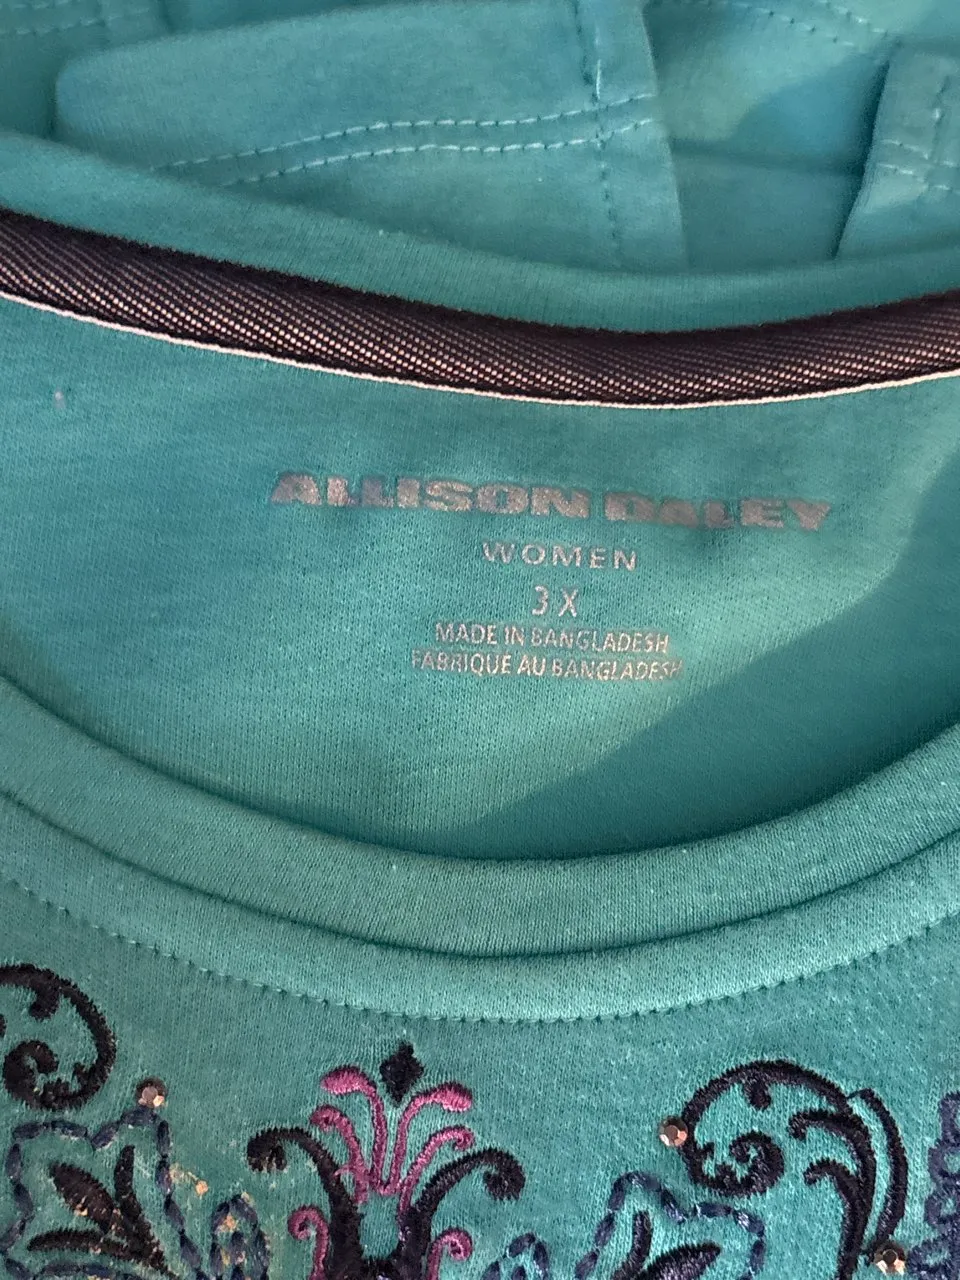 ALLISON DALEY
WOMEN
3X
MADE IN BANGLADESH
FABRIQUE AU BANGLADESH